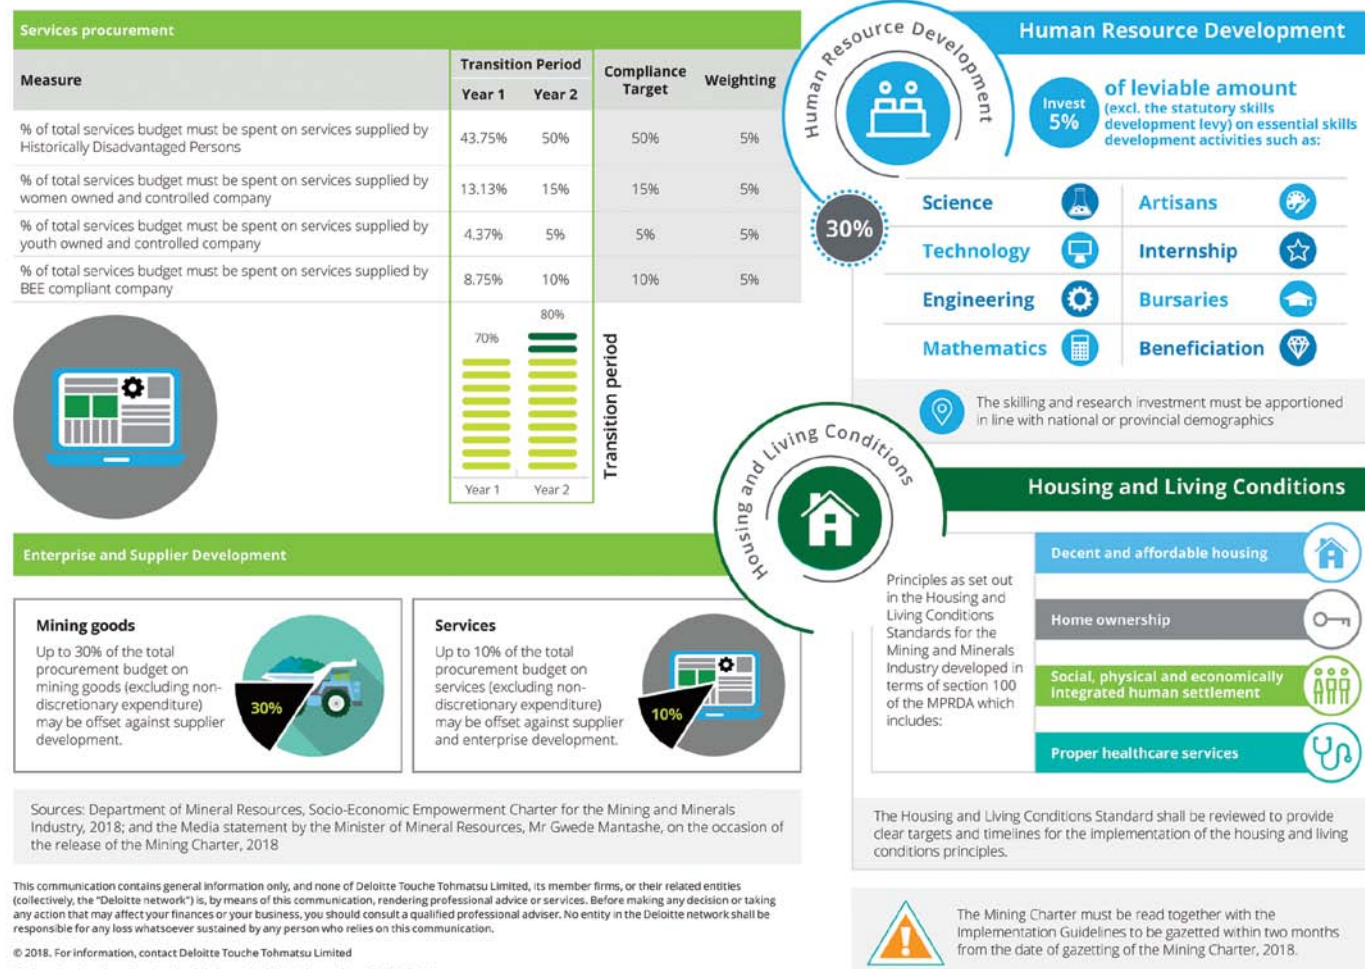 Services procurement
Measure
Transition Period
Year 1
Year 2
Compliance
Target
Weighting
% of total services budget must be spent on services supplied by
Historically Disadvantaged Persons
43.75%
50%
50%
5%
% of total services budget must be spent on services supplied by
women owned and controlled company
13.13%
15%
15%
5%
% of total services budget must be spent on services supplied by
youth owned and controlled company
4.37%
5%
5%
5%
% of total services budget must be spent on services supplied by
BEE compliant company
8.75%
10%
10%
5%
70%
80%
Year 1
Year 2
Transition period
Enterprise and Supplier Development
Mining goods
Up to 30% of the total
procurement budget on
mining goods (excluding non-
discretionary expenditure)
may be offset against supplier
development.
30%
Services
Up to 10% of the total
procurement budget on
services (excluding non-
discretionary expenditure)
may be offset against supplier
and enterprise development.
10%
Sources: Department of Mineral Resources, Socio-Economic Empowerment Charter for the Mining and Minerals
Industry, 2018; and the Media statement by the Minister of Mineral Resources, Mr Gwede Mantashe, on the occasion of
the release of the Mining Charter, 2018
This communication contains general information only, and none of Deloitte Touche Tohmatsu Limited, its member firms, or their related entities
(collectively, the "Deloitte network") is, by means of this communication, rendering professional advice or services. Before making any decision or taking
any action that may affect your finances or your business, you should consult a qualified professional adviser. No entity in the Deloitte network shall be
responsible for any loss whatsoever sustained by any person who relies on this communication.
© 2018. For information, contact Deloitte Touche Tohmatsu Limited
Human Resource Development
30%
Human Resource Development
Invest
5%
of leviable amount
(excl. the statutory skills
development levy) on essential skills
development activities such as:
Science
Artisans
Technology
Internship
Engineering
Bursaries
Mathematics
Beneficiation
The skilling and research investment must be apportioned
in line with national or provincial demographics
Housing and Living Conditions
Housing and Living Conditions
Principles as set out
in the Housing and
Living Conditions
Standards for the
Mining and Minerals
Industry developed in
terms of section 100
of the MPRDA which
includes:
Decent and affordable housing
Home ownership
Social, physical and economically
integrated human settlement
Proper healthcare services
The Housing and Living Conditions Standard shall be reviewed to provide
clear targets and timelines for the implementation of the housing and living
conditions principles.
The Mining Charter must be read together with the
Implementation Guidelines to be gazetted within two months
from the date of gazetting of the Mining Charter, 2018.